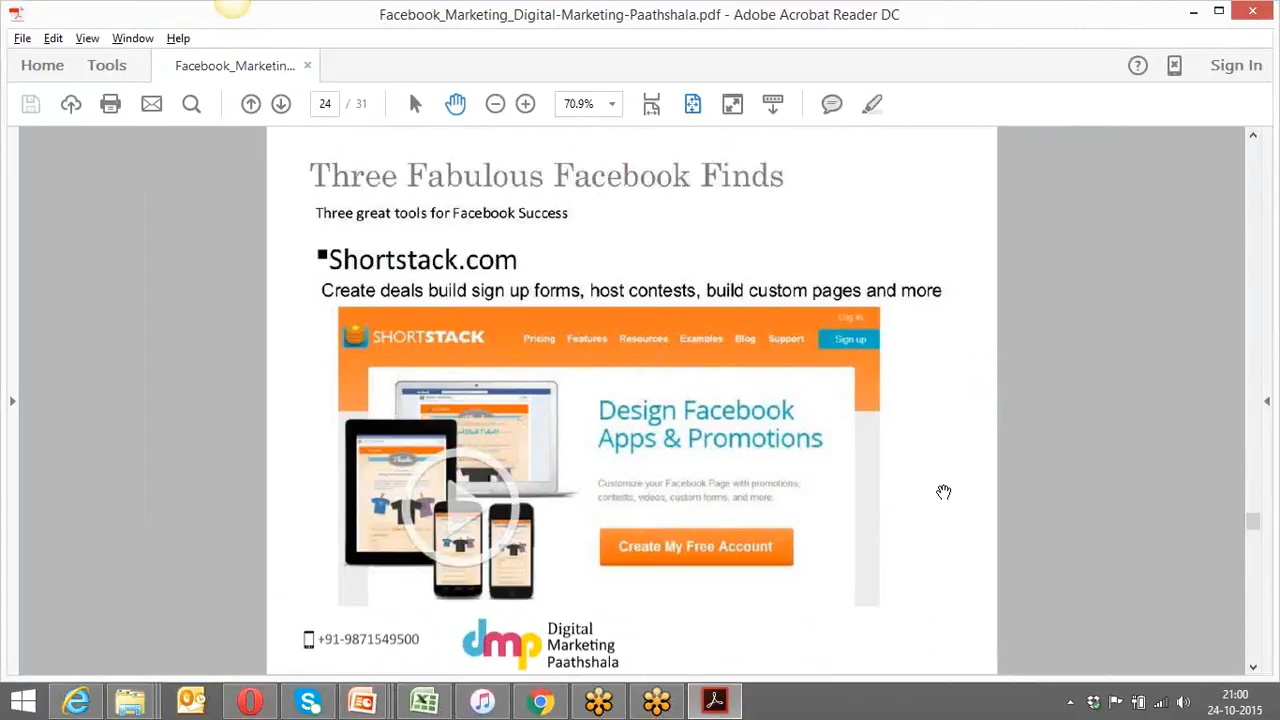 Facebook_Marketing_Digital-Marketing-Paathshala.pdf - Adobe Acrobat Reader DC
File Edit View Window Help
Home Tools Facebook_Marketin... × Sign In
24 / 31 70.9%
Three Fabulous Facebook Finds
Three great tools for Facebook Success
▪Shortstack.com
Create deals build sign up forms, host contests, build custom pages and more
Log in
SHORTSTACK Pricing Features Resources Examples Blog Support Sign up
Design Facebook
Apps & Promotions
Customize your Facebook Page with promotions,
contests, videos, custom forms, and more.
Create My Free Account
+91-9871549500
dmp Digital
Marketing
Paathshala
21:00
24-10-2015